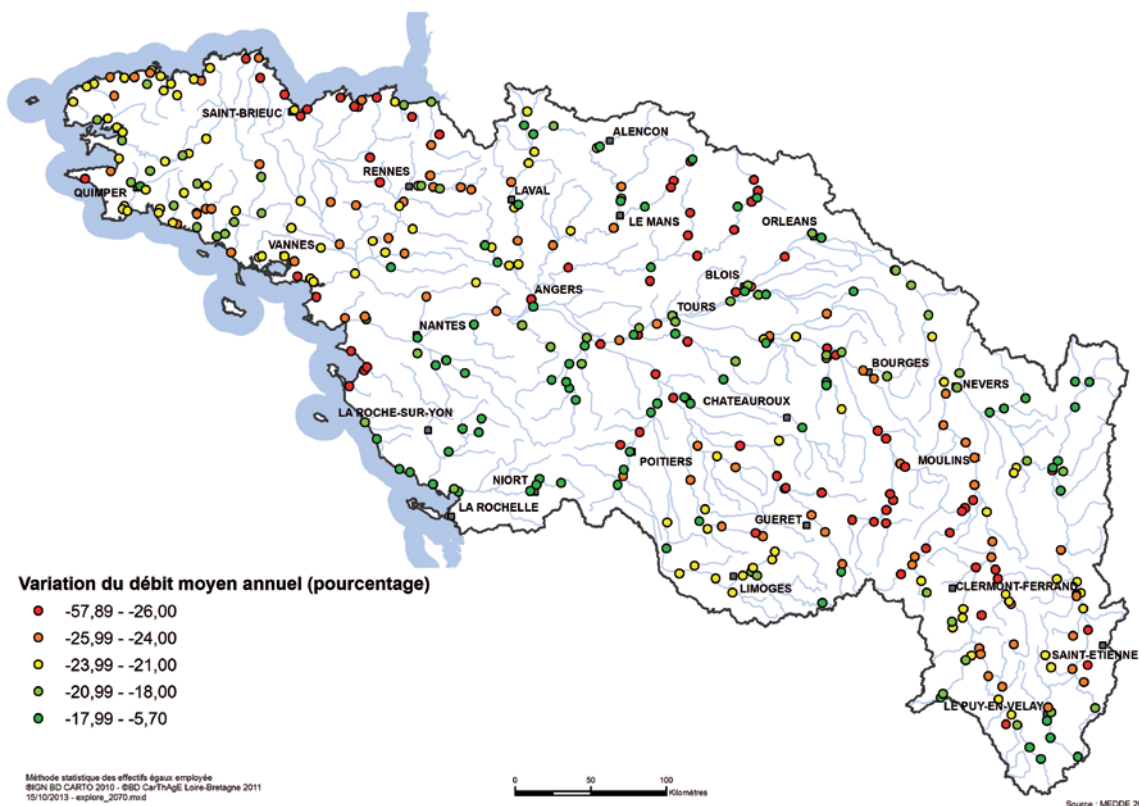 SAINT-BRIEUC
ALENCON
RENNES
LAVAL
QUIMPER
LE MANS
ORLEANS
VANNES
BLOIS
ANGERS
TOURS
NANTES
BOURGES
NEVERS
CHATEAUROUX
LA ROCHE-SUR-YON
POITIERS
MOULINS
NIORT
LA ROCHELLE
GUERET
LIMOGES
CLERMONT-FERRAND
SAINT-ETIENNE
LE PUY-EN-VELAY
Variation du débit moyen annuel (pourcentage)
-57,89 - -26,00
-25,99 - -24,00
-23,99 - -21,00
-20,99 - -18,00
-17,99 - -5,70
Méthode statistique des effectifs égaux employée
®IGN BD CARTO 2010 - ©BD CarThAgE Loire-Bretagne 2011
15/10/2013 - explore_2070.mxd
0 50 100
Kilomètres
Source : MEDDE